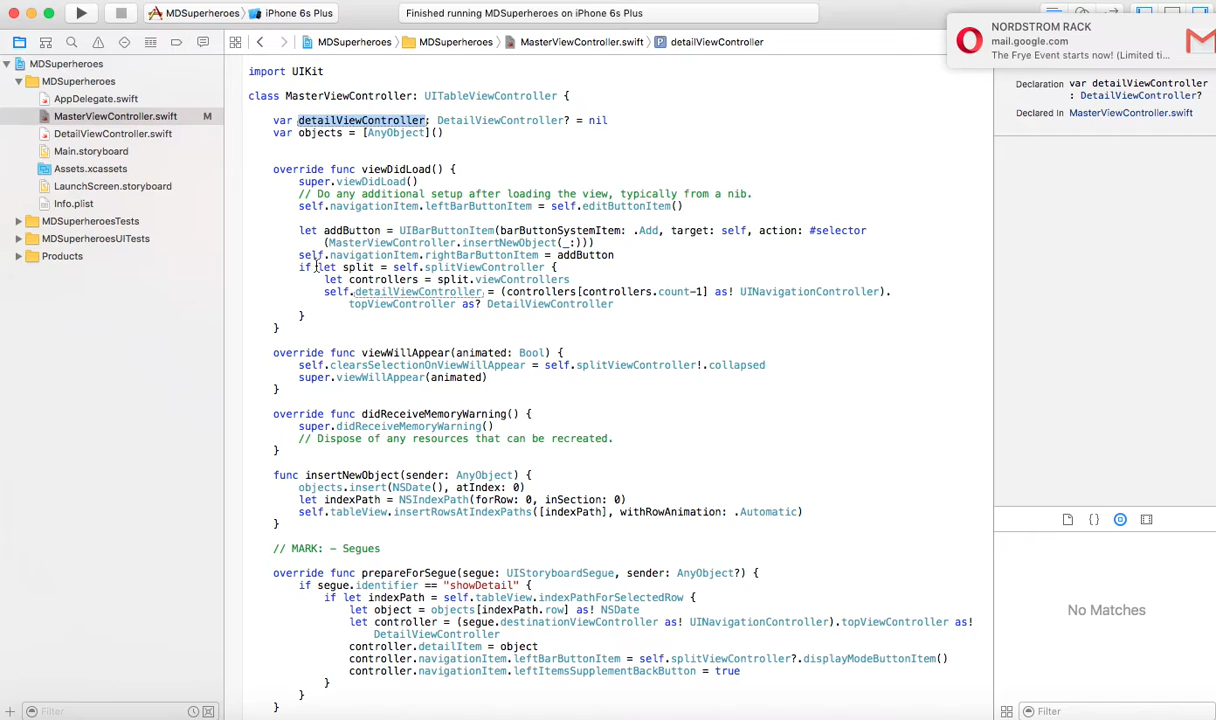 MDSuperheroes
iPhone 6s Plus
Finished running MDSuperheroes on iPhone 6s Plus
NORDSTROM RACK
mail.google.com
The Frye Event starts now! (Limited ti...
MDSuperheroes
MDSuperheroes
MasterViewController.swift
P
detailViewController
MDSuperheroes
MDSuperheroes
AppDelegate.swift
MasterViewController.swift
M
DetailViewController.swift
Main.storyboard
Assets.xcassets
LaunchScreen.storyboard
Info.plist
MDSuperheroesTests
MDSuperheroesUITests
Products
import UIKit
class MasterViewController: UITableViewController {
var detailViewController: DetailViewController? = nil
var objects = [AnyObject]()
override func viewDidLoad() {
super.viewDidLoad()
// Do any additional setup after loading the view, typically from a nib.
self.navigationItem.leftBarButtonItem = self.editButtonItem()
let addButton = UIBarButtonItem(barButtonSystemItem: .Add, target: self, action: #selector
(MasterViewController.insertNewObject(_:)))
self.navigationItem.rightBarButtonItem = addButton
if let split = self.splitViewController {
let controllers = split.viewControllers
self.detailViewController = (controllers[controllers.count-1] as! UINavigationController).
topViewController as? DetailViewController
}
}
override func viewWillAppear(animated: Bool) {
self.clearsSelectionOnViewWillAppear = self.splitViewController!.collapsed
super.viewWillAppear(animated)
}
override func didReceiveMemoryWarning() {
super.didReceiveMemoryWarning()
// Dispose of any resources that can be recreated.
}
func insertNewObject(sender: AnyObject) {
objects.insert(NSDate(), atIndex: 0)
let indexPath = NSIndexPath(forRow: 0, inSection: 0)
self.tableView.insertRowsAtIndexPaths([indexPath], withRowAnimation: .Automatic)
}
// MARK: - Segues
override func prepareForSegue(segue: UIStoryboardSegue, sender: AnyObject?) {
if segue.identifier == "showDetail" {
if let indexPath = self.tableView.indexPathForSelectedRow {
let object = objects[indexPath.row] as! NSDate
let controller = (segue.destinationViewController as! UINavigationController).topViewController as!
DetailViewController
controller.detailItem = object
controller.navigationItem.leftBarButtonItem = self.splitViewController?.displayModeButtonItem()
controller.navigationItem.leftItemsSupplementBackButton = true
}
}
}
Declaration var detailViewController
: DetailViewController?
Declared In MasterViewController.swift
{}
No Matches
Filter
Filter